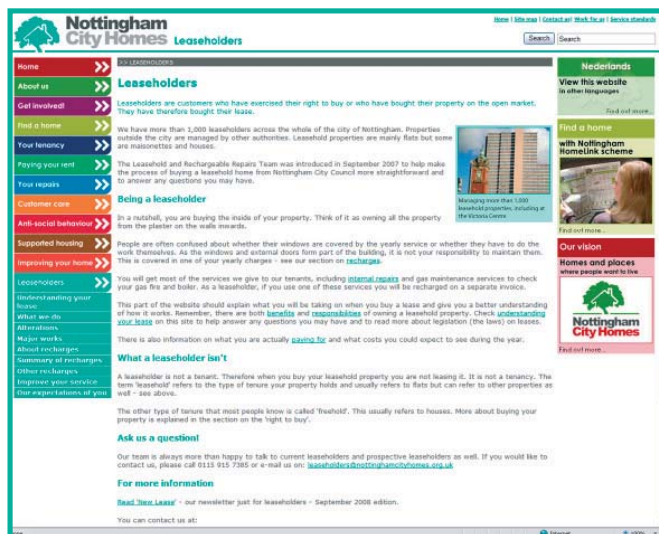 Nottingham
City Homes Leaseholders
Home | Site map | Contact us | Work for us | Service standards
Search Search
Home
About us
Get involved!
Find a home
Your tenancy
Paying your rent
Your repairs
Customer care
Anti-social behaviour
Supported housing
Improving your home
Leaseholders
Understanding your
lease
What we do
Alterations
Major works
About recharges
Summary of recharges
Other recharges
Improve your service
Our expectations of you
>> LEASEHOLDERS
Leaseholders
Leaseholders are customers who have exercised their right to buy or who have bought their property on the open market.
They have therefore bought their lease.
We have more than 1,000 leaseholders across the whole of the city of Nottingham. Properties
outside the city are managed by other authorities. Leasehold properties are mainly flats but some
are maisonettes and houses.
The Leasehold and Rechargable Repairs Team was introduced in September 2007 to help make
the process of buying a leasehold home from Nottingham City Council more straightforward and
to answer any questions you may have.
Managing more than 1,000
leasehold properties, including at
the Victoria Centre
Being a leaseholder
In a nutshell, you are buying the inside of your property. Think of it as owning all the property
from the plaster on the walls inwards.
People are often confused about whether their windows are covered by the yearly service or whether they have to do the
work themselves. As the windows and external doors form part of the building, it is not your responsibility to maintain them.
This is covered in one of your yearly charges - see our section on recharges.
You will get most of the services we give to our tenants, including internal repairs and gas maintenance services to check
your gas fire and boiler. As a leaseholder, if you use one of these services you will be recharged on a separate invoice.
This part of the website should explain what you will be taking on when you buy a lease and give you a better understanding
of how it works. Remember, there are both benefits and responsibilities of owning a leasehold property. Check understanding
your lease on this site to help answer any questions you may have and to read more about legislation (the laws) on leases.
There is also information on what you are actually paying for and what costs you could expect to see during the year.
What a leaseholder isn't
A leaseholder is not a tenant. Therefore when you buy your leasehold property you are not leasing it. It is not a tenancy. The
term 'leasehold' refers to the type of tenure your property holds and usually refers to flats but can refer to other properties as
well - see above.
The other type of tenure that most people know is called 'freehold'. This usually refers to houses. More about buying your
property is explained in the section on the 'right to buy'.
Ask us a question!
Our team is always more than happy to talk to current leaseholders and prospective leaseholders as well. If you would like to
contact us, please call 0115 915 7385 or e-mail us on: leaseholders@nottinghamcityhomes.org.uk
For more information
Read 'New Lease' - our newsletter just for leaseholders - September 2008 edition.
You can contact us at:
Nederlands
View this website
in other languages
Find out more...
Find a home
with Nottingham
HomeLink scheme
Find out more...
Our vision
Homes and places
where people want to live
Nottingham
City Homes
Find out more...
Internet
100%